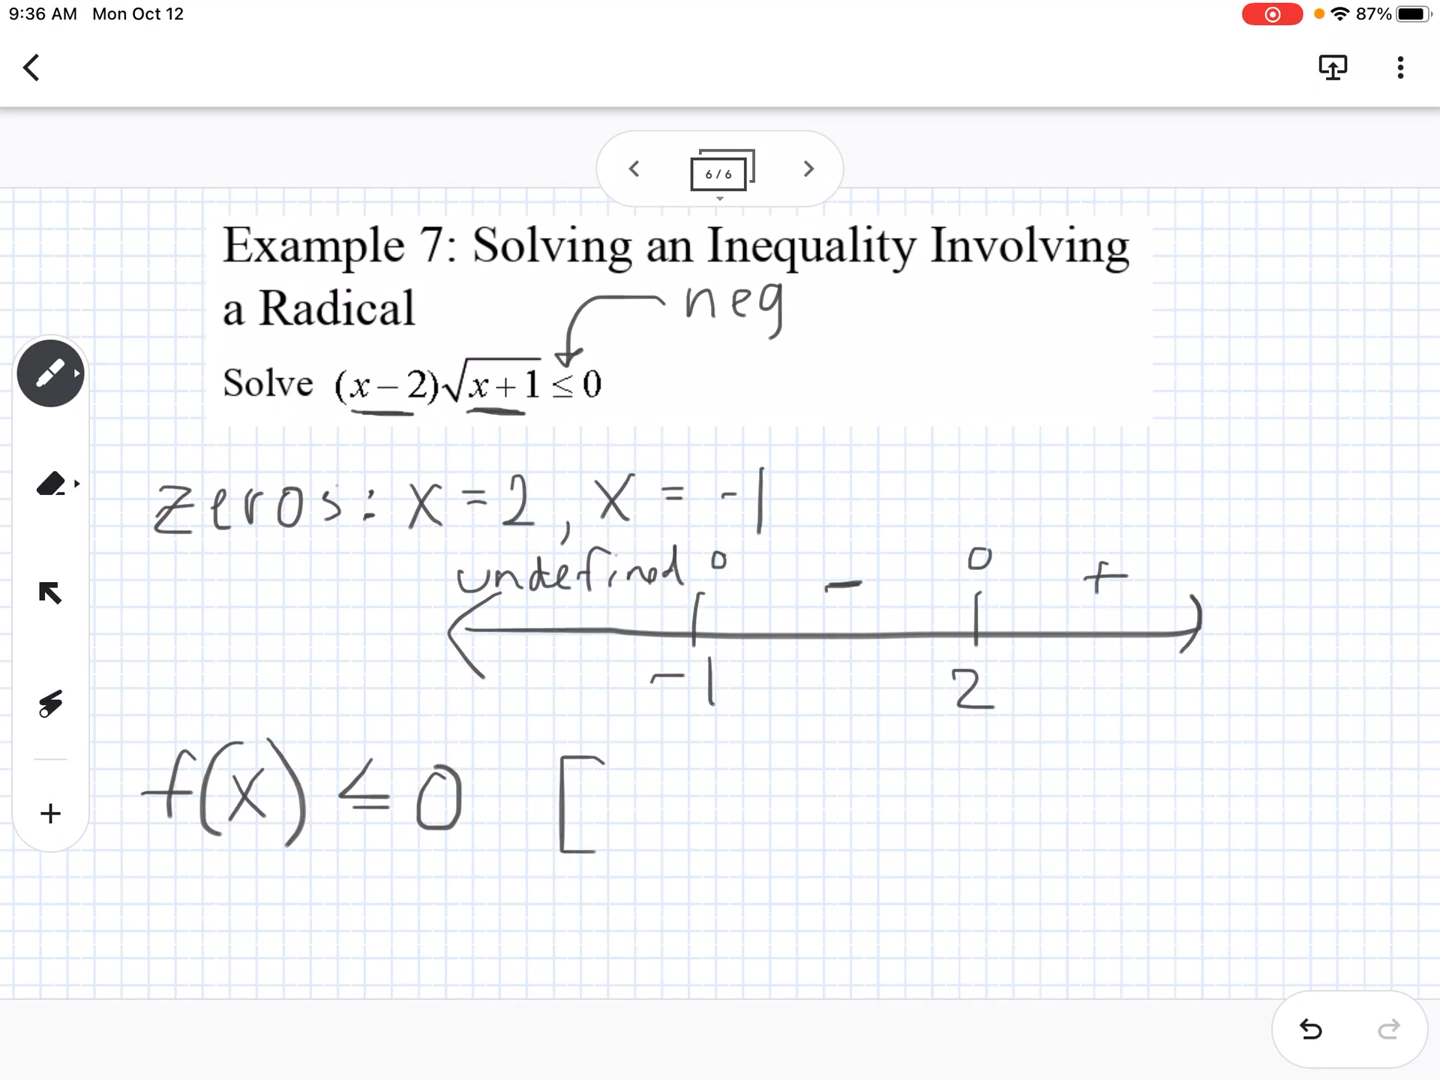 9:36 AM Mon Oct 12 87%
6 / 6
Example 7: Solving an Inequality Involving
a Radical
neg
Solve (x − 2)√x + 1 ≤ 0
zeros: x = 2, x = -1
undefined 0 − 0 +
-1 2
f(x) ≤ 0 [